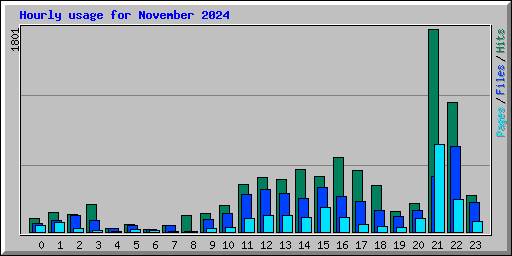 Hourly usage for November 2024
1801
Pages / Files / Hits
0 1 2 3 4 5 6 7 8 9 10 11 12 13 14 15 16 17 18 19 20 21 22 23